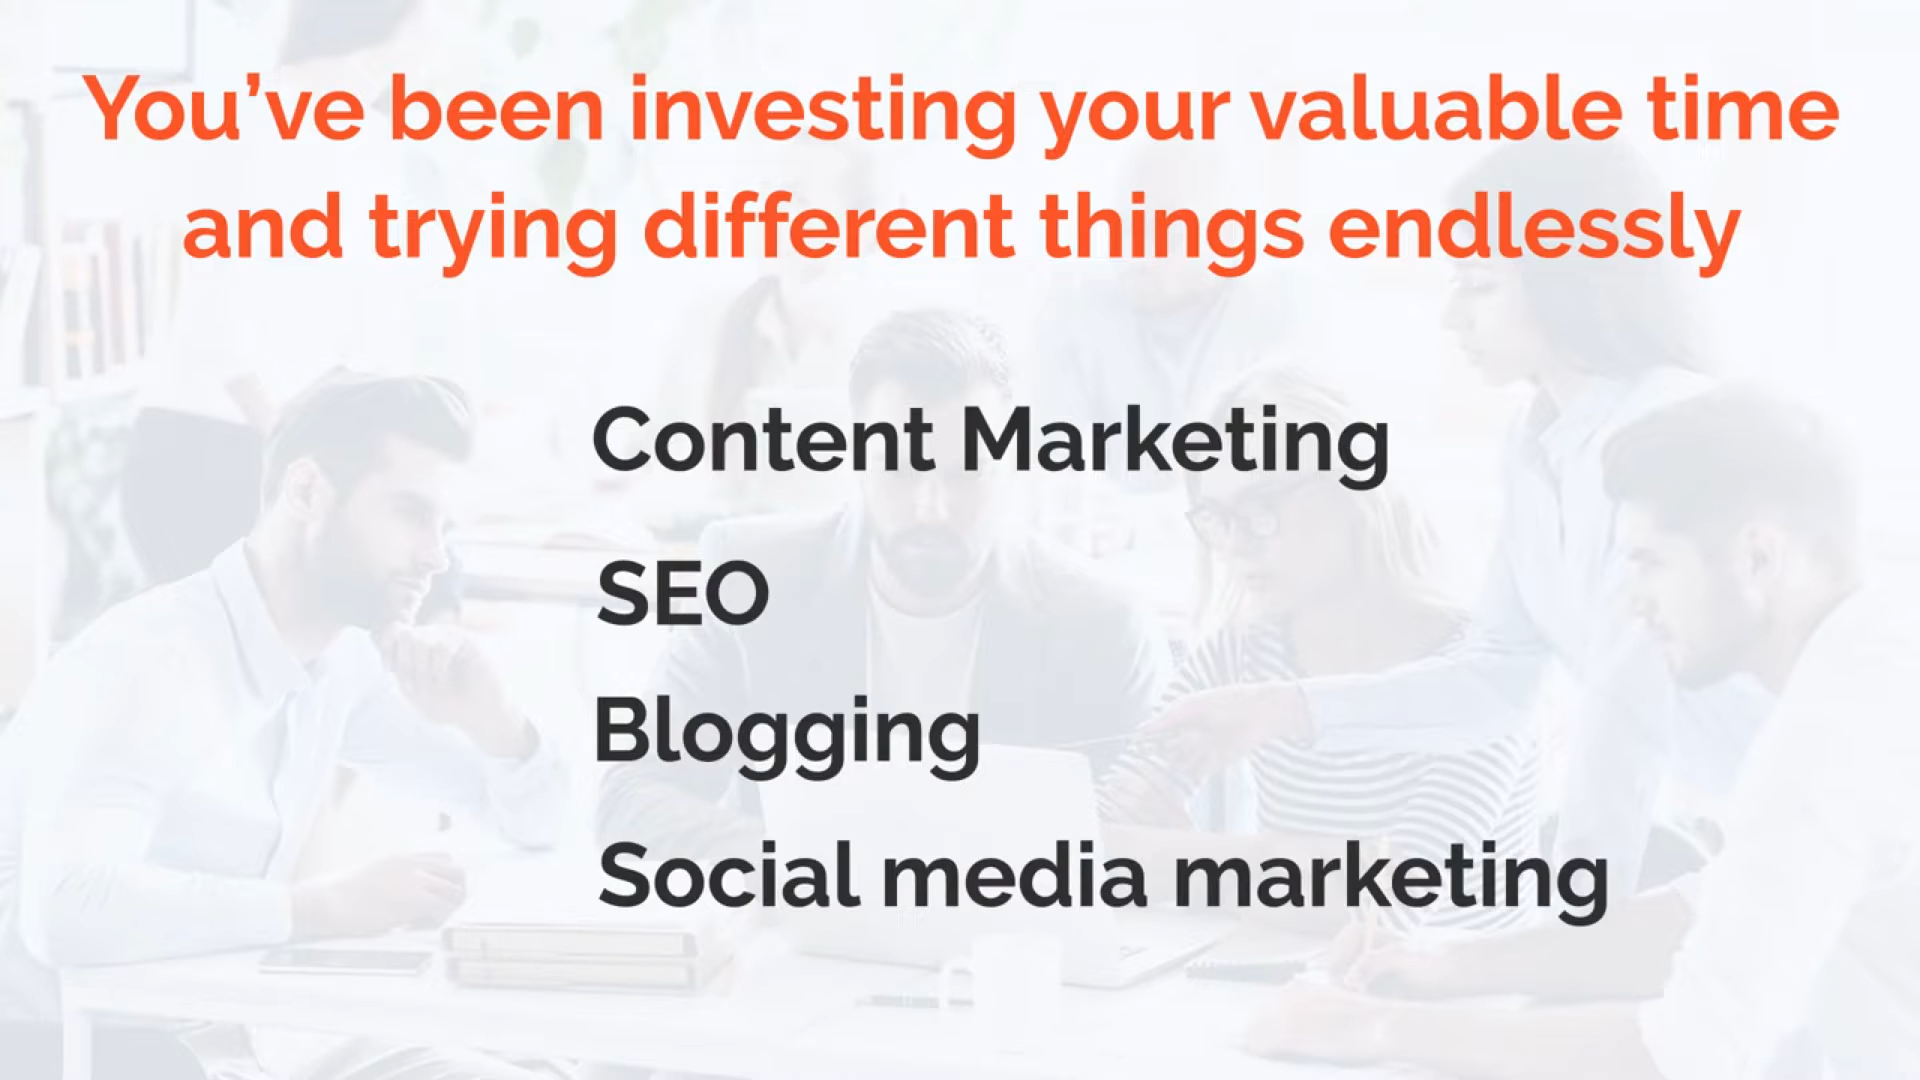 You’ve been investing your valuable time
and trying different things endlessly
Content Marketing
SEO
Blogging
Social media marketing